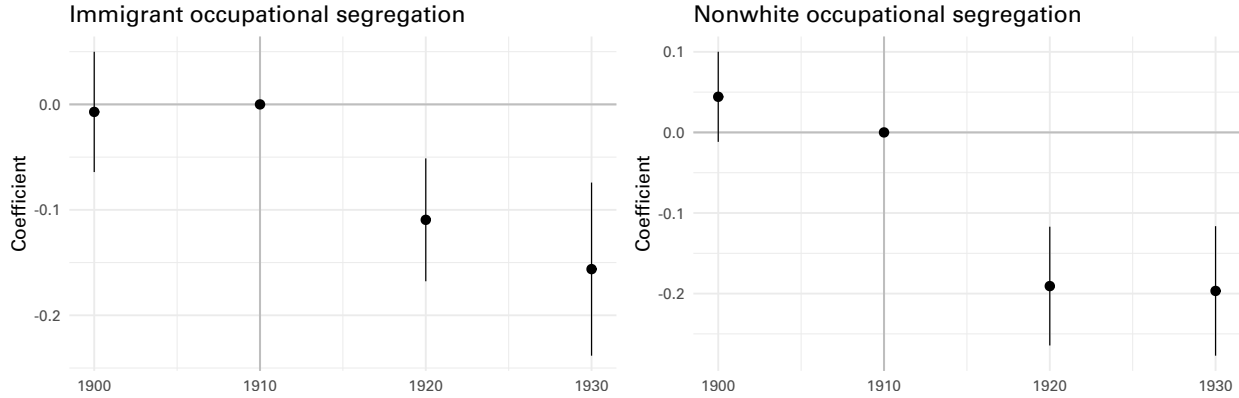 Immigrant occupational segregation
Coefficient
0.0
-0.1
-0.2
1900 1910 1920 1930
Nonwhite occupational segregation
Coefficient
0.1
0.0
-0.1
-0.2
1900 1910 1920 1930